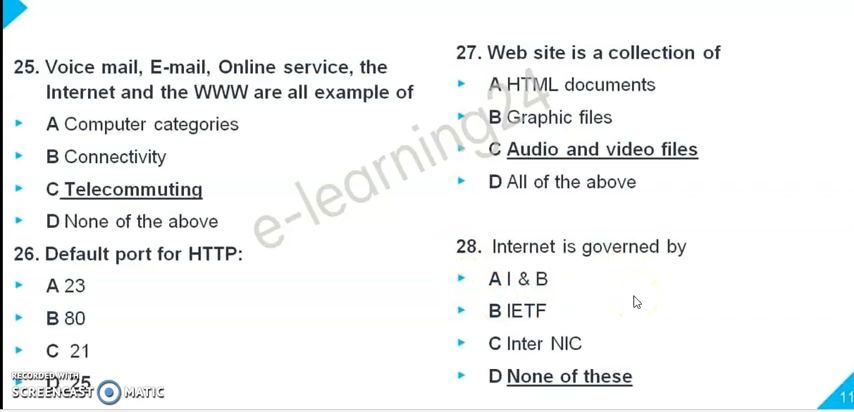 25. Voice mail, E-mail, Online service, the
Internet and the WWW are all example of
A Computer categories
B Connectivity
C Telecommuting
D None of the above
26. Default port for HTTP:
A 23
B 80
C 21
D 25
27. Web site is a collection of
A HTML documents
B Graphic files
C Audio and video files
D All of the above
28. Internet is governed by
A I & B
B IETF
C Inter NIC
D None of these
e-learning24
RECORDED WITH
SCREENCAST MATIC
11